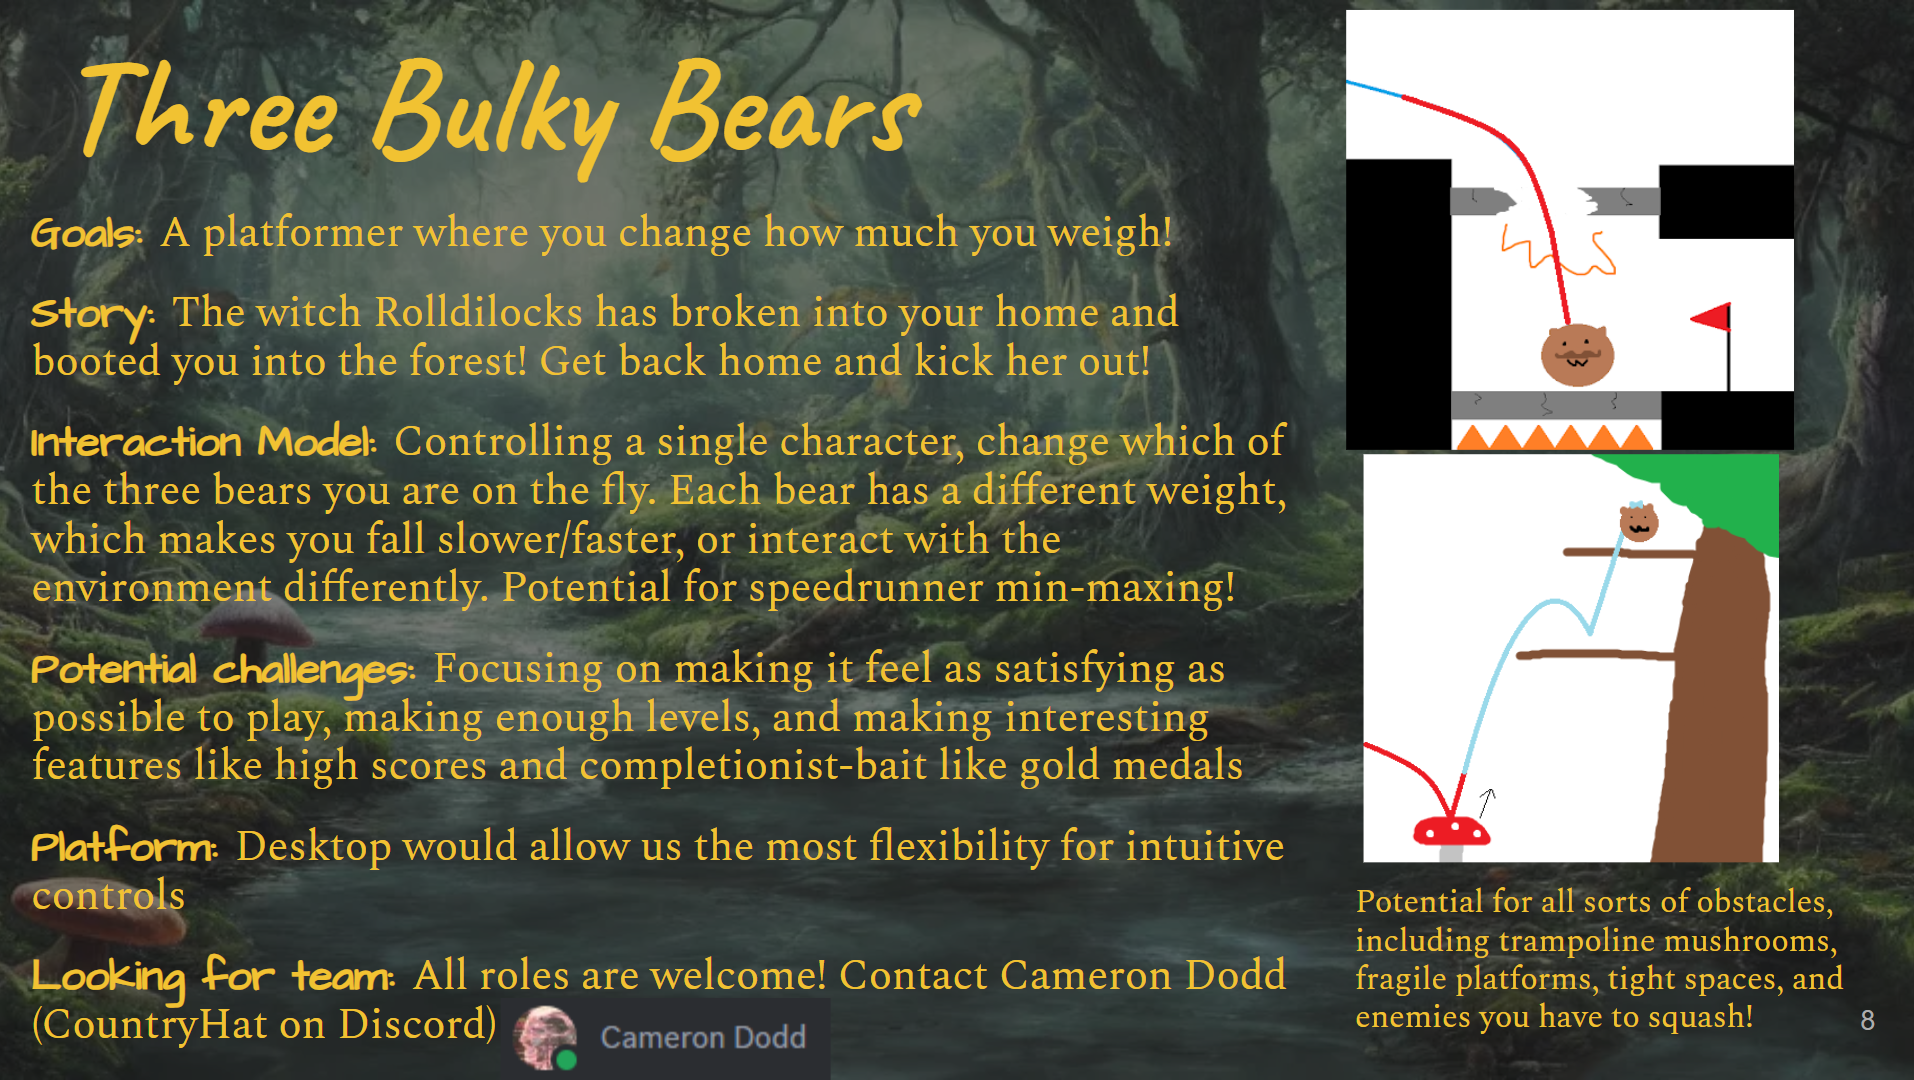 Three Bulky Bears
Goals: A platformer where you change how much you weigh!
Story: The witch Rolldilocks has broken into your home and
booted you into the forest! Get back home and kick her out!
Interaction Model: Controlling a single character, change which of
the three bears you are on the fly. Each bear has a different weight,
which makes you fall slower/faster, or interact with the
environment differently. Potential for speedrunner min-maxing!
Potential challenges: Focusing on making it feel as satisfying as
possible to play, making enough levels, and making interesting
features like high scores and completionist-bait like gold medals
Platform: Desktop would allow us the most flexibility for intuitive
controls
Looking for team: All roles are welcome! Contact Cameron Dodd
(CountryHat on Discord)
Cameron Dodd
Potential for all sorts of obstacles,
including trampoline mushrooms,
fragile platforms, tight spaces, and
enemies you have to squash!
8